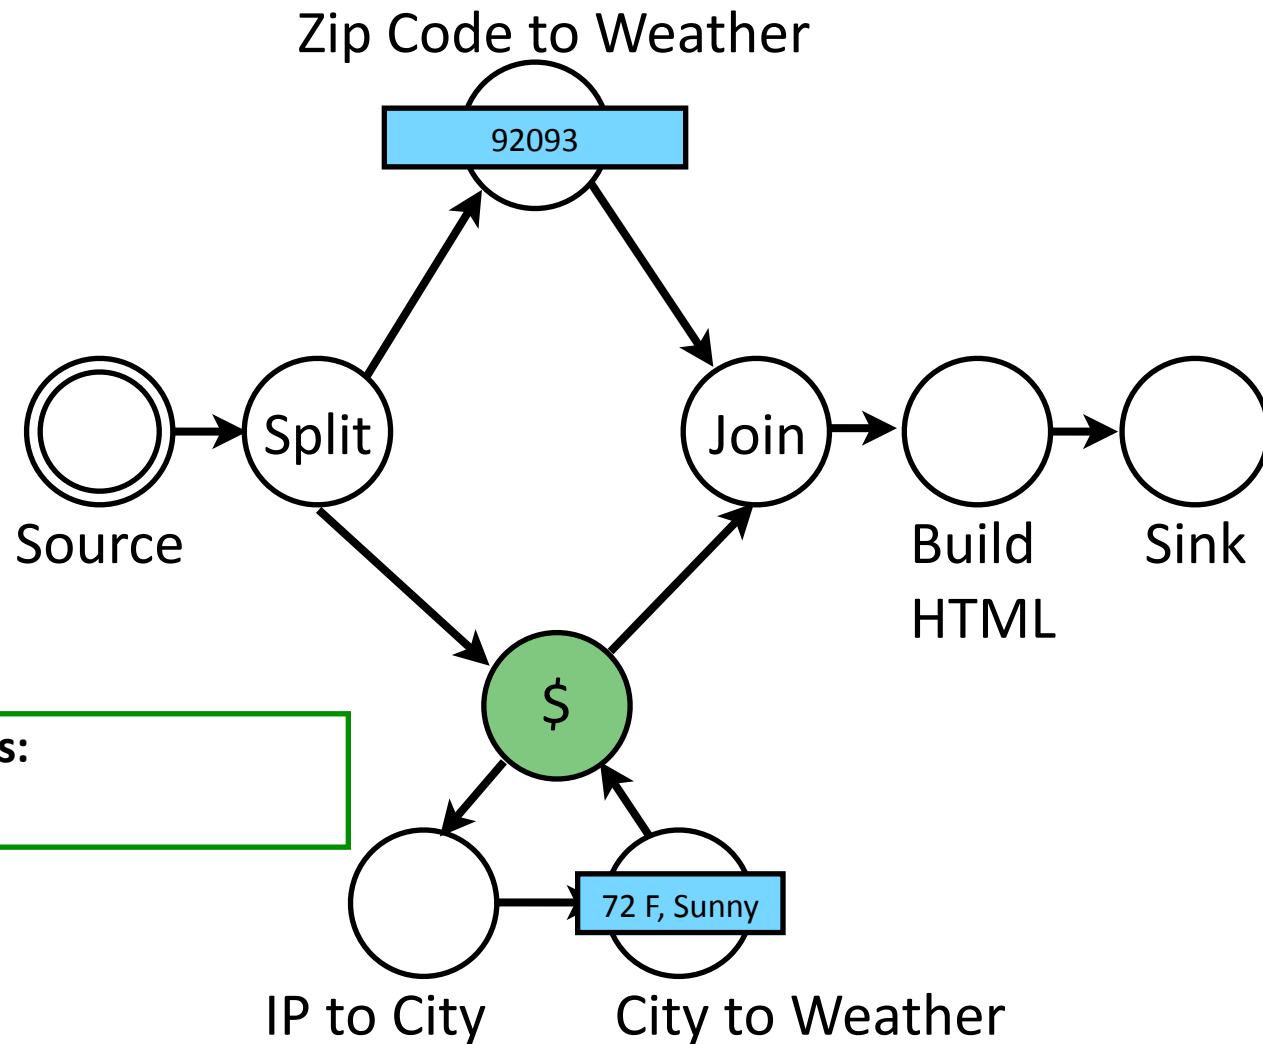 Zip Code to Weather
92093
Split
Join
Source
Build
HTML
Sink
$
s:
72 F, Sunny
IP to City
City to Weather